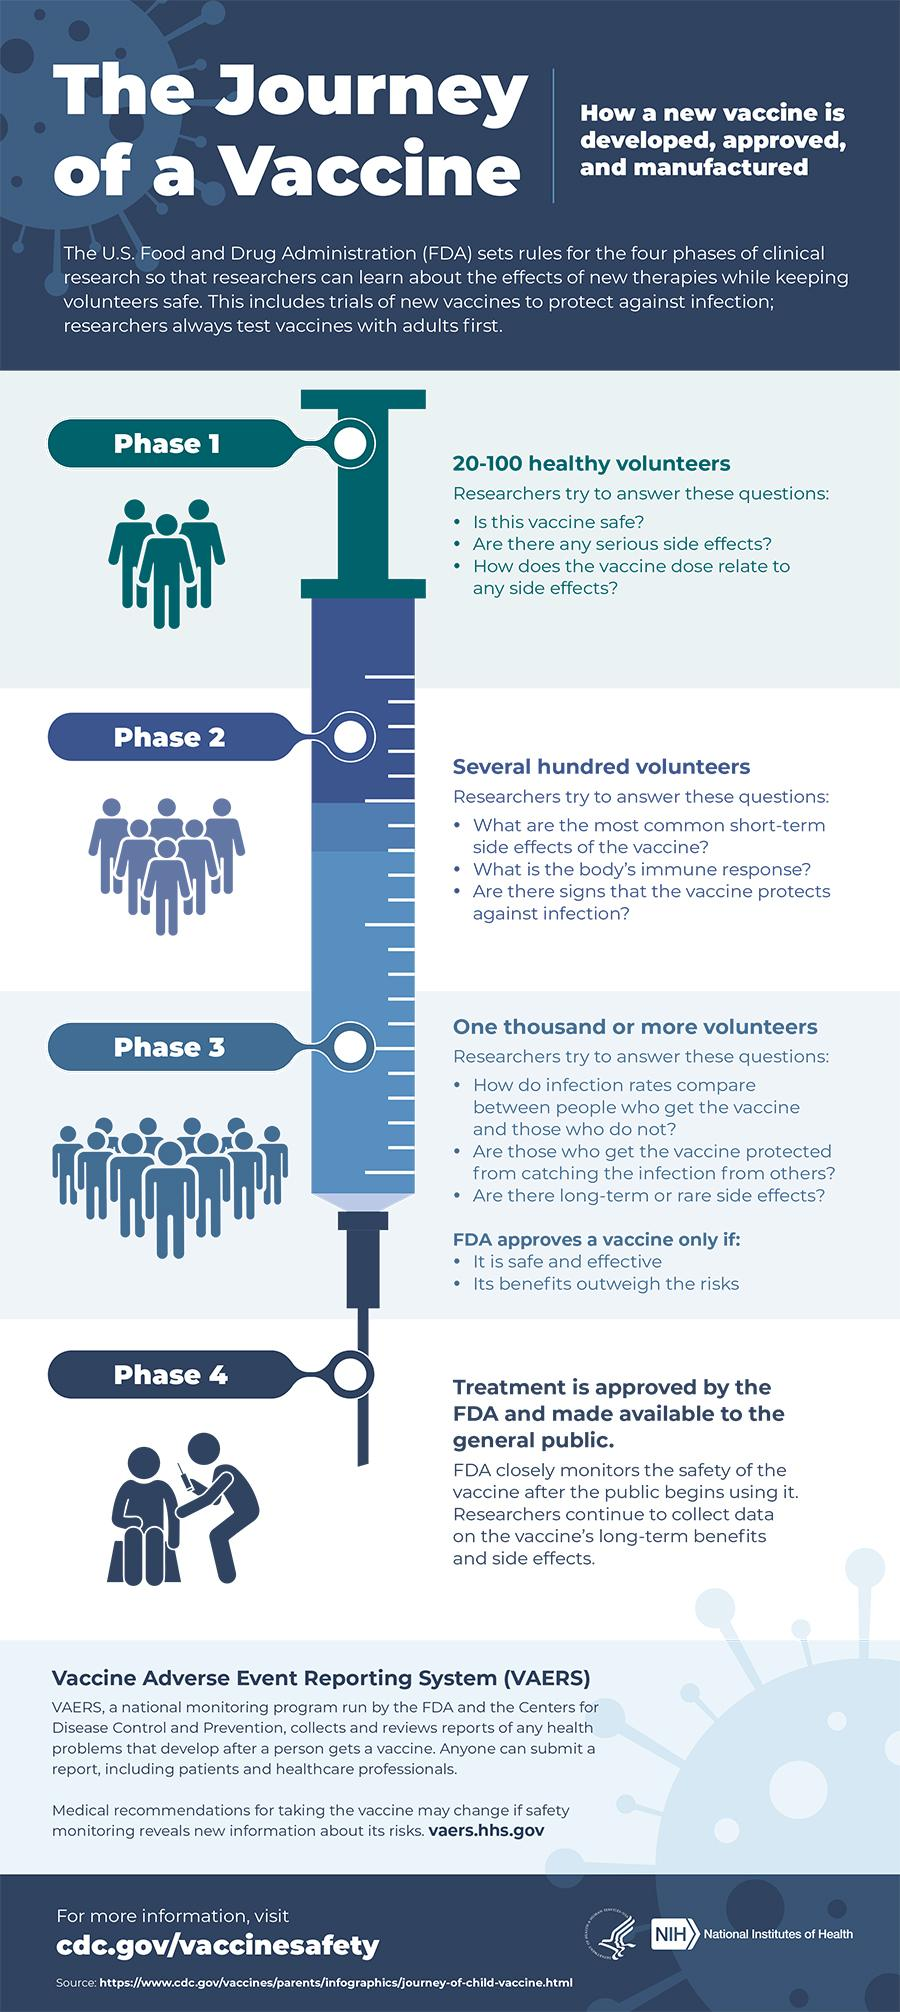 The Journey
of a Vaccine
How a new vaccine is
developed, approved,
and manufactured
The U.S. Food and Drug Administration (FDA) sets rules for the four phases of clinical
research so that researchers can learn about the effects of new therapies while keeping
volunteers safe. This includes trials of new vaccines to protect against infection;
researchers always test vaccines with adults first.
Phase 1
20-100 healthy volunteers
Researchers try to answer these questions:
• Is this vaccine safe?
• Are there any serious side effects?
• How does the vaccine dose relate to
any side effects?
Phase 2
Several hundred volunteers
Researchers try to answer these questions:
• What are the most common short-term
side effects of the vaccine?
• What is the body's immune response?
• Are there signs that the vaccine protects
against infection?
Phase 3
One thousand or more volunteers
Researchers try to answer these questions:
• How do infection rates compare
between people who get the vaccine
and those who do not?
• Are those who get the vaccine protected
from catching the infection from others?
• Are there long-term or rare side effects?
FDA approves a vaccine only if:
• It is safe and effective
• Its benefits outweigh the risks
Phase 4
Treatment is approved by the
FDA and made available to the
general public.
FDA closely monitors the safety of the
vaccine after the public begins using it.
Researchers continue to collect data
on the vaccine's long-term benefits
and side effects.
Vaccine Adverse Event Reporting System (VAERS)
VAERS, a national monitoring program run by the FDA and the Centers for
Disease Control and Prevention, collects and reviews reports of any health
problems that develop after a person gets a vaccine. Anyone can submit a
report, including patients and healthcare professionals.
Medical recommendations for taking the vaccine may change if safety
monitoring reveals new information about its risks. vaers.hhs.gov
For more information, visit
cdc.gov/vaccinesafety
NIH National Institutes of Health
Source: https://www.cdc.gov/vaccines/parents/infographics/journey-of-child-vaccine.html